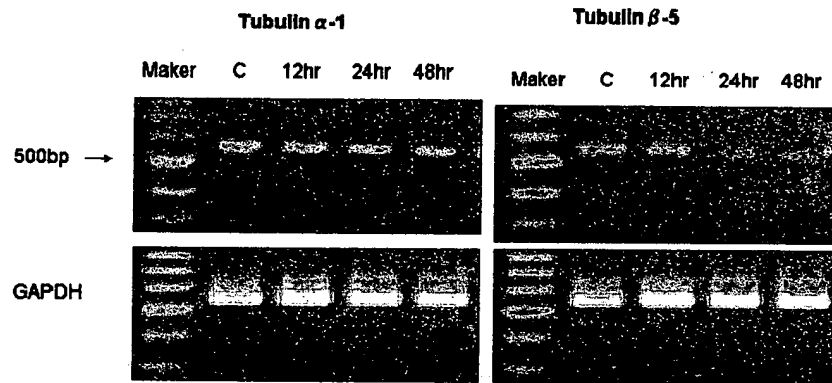 Tubulin α-1
Tubulin β-5
Maker C 12hr 24hr 48hr
Maker C 12hr 24hr 48hr
500bp →
GAPDH